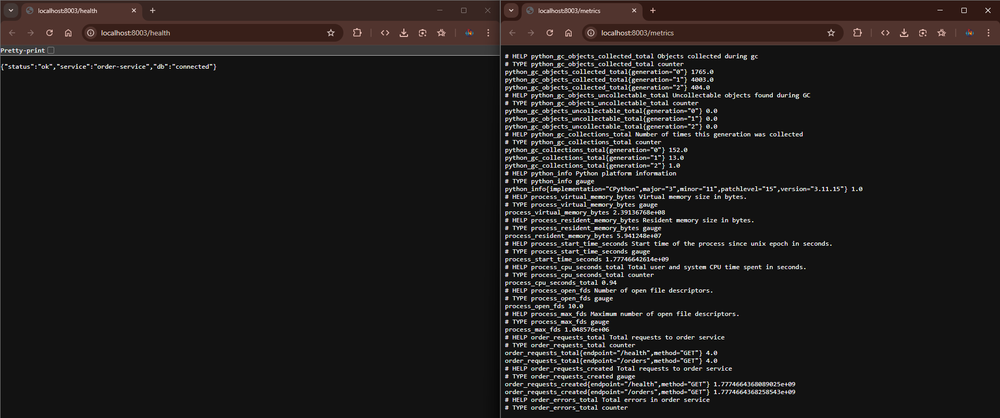 localhost:8003/health
localhost:8003/health
Pretty-print
{"status":"ok","service":"order-service","db":"connected"}
localhost:8003/metrics
localhost:8003/metrics
# HELP python_gc_objects_collected_total Objects collected during gc
# TYPE python_gc_objects_collected_total counter
python_gc_objects_collected_total{generation="0"} 1765.0
python_gc_objects_collected_total{generation="1"} 4003.0
python_gc_objects_collected_total{generation="2"} 404.0
# HELP python_gc_objects_uncollectable_total Uncollectable objects found during GC
# TYPE python_gc_objects_uncollectable_total counter
python_gc_objects_uncollectable_total{generation="0"} 0.0
python_gc_objects_uncollectable_total{generation="1"} 0.0
python_gc_objects_uncollectable_total{generation="2"} 0.0
# HELP python_gc_collections_total Number of times this generation was collected
# TYPE python_gc_collections_total counter
python_gc_collections_total{generation="0"} 152.0
python_gc_collections_total{generation="1"} 13.0
python_gc_collections_total{generation="2"} 1.0
# HELP python_info Python platform information
# TYPE python_info gauge
python_info{implementation="CPython",major="3",minor="11",patchlevel="15",version="3.11.15"} 1.0
# HELP process_virtual_memory_bytes Virtual memory size in bytes.
# TYPE process_virtual_memory_bytes gauge
process_virtual_memory_bytes 2.39136768e+08
# HELP process_resident_memory_bytes Resident memory size in bytes.
# TYPE process_resident_memory_bytes gauge
process_resident_memory_bytes 5.941248e+07
# HELP process_start_time_seconds Start time of the process since unix epoch in seconds.
# TYPE process_start_time_seconds gauge
process_start_time_seconds 1.77746642614e+09
# HELP process_cpu_seconds_total Total user and system CPU time spent in seconds.
# TYPE process_cpu_seconds_total counter
process_cpu_seconds_total 0.94
# HELP process_open_fds Number of open file descriptors.
# TYPE process_open_fds gauge
process_open_fds 10.0
# HELP process_max_fds Maximum number of open file descriptors.
# TYPE process_max_fds gauge
process_max_fds 1.048576e+06
# HELP order_requests_total Total requests to order service
# TYPE order_requests_total counter
order_requests_total{endpoint="/health",method="GET"} 4.0
order_requests_total{endpoint="/orders",method="GET"} 4.0
# HELP order_requests_created Total requests to order service
# TYPE order_requests_created gauge
order_requests_created{endpoint="/health",method="GET"} 1.7774664368089025e+09
order_requests_created{endpoint="/orders",method="GET"} 1.7774664368258543e+09
# HELP order_errors_total Total errors in order service
# TYPE order_errors_total counter